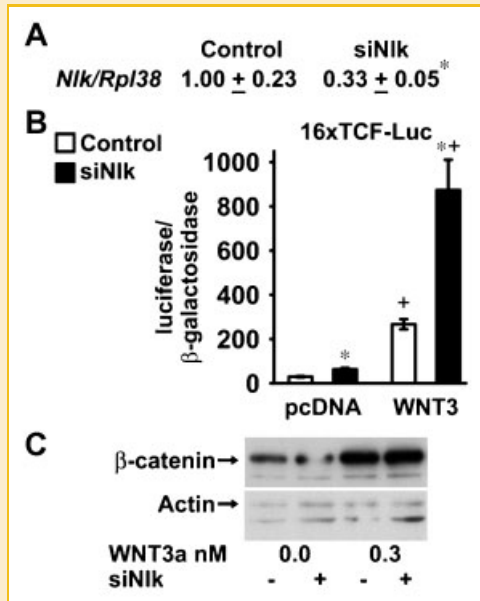 A
Control siNlk
Nlk/Rpl38 1.00 ± 0.23 0.33 ± 0.05*
B
Control
siNlk
16xTCF-Luc
luciferase/
β-galactosidase
1000
800
600
400
200
0
*
+
*+
pcDNA WNT3
C
β-catenin→
Actin→
WNT3a nM 0.0 0.3
siNlk - + - +